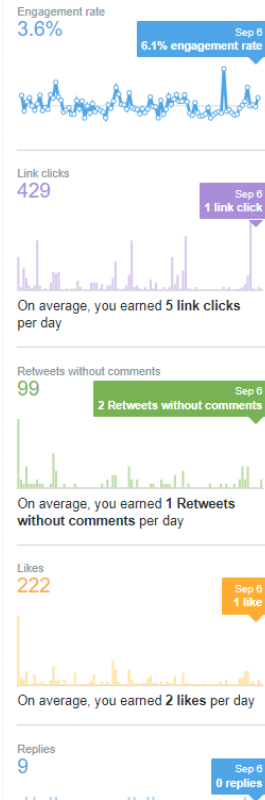 Engagement rate
3.6%
Sep 6
6.1% engagement rate
Link clicks
429
Sep 6
1 link click
On average, you earned 5 link clicks
per day
Retweets without comments
99
Sep 6
2 Retweets without comments
On average, you earned 1 Retweets
without comments per day
Likes
222
Sep 6
1 like
On average, you earned 2 likes per day
Replies
9
Sep 6
0 replies